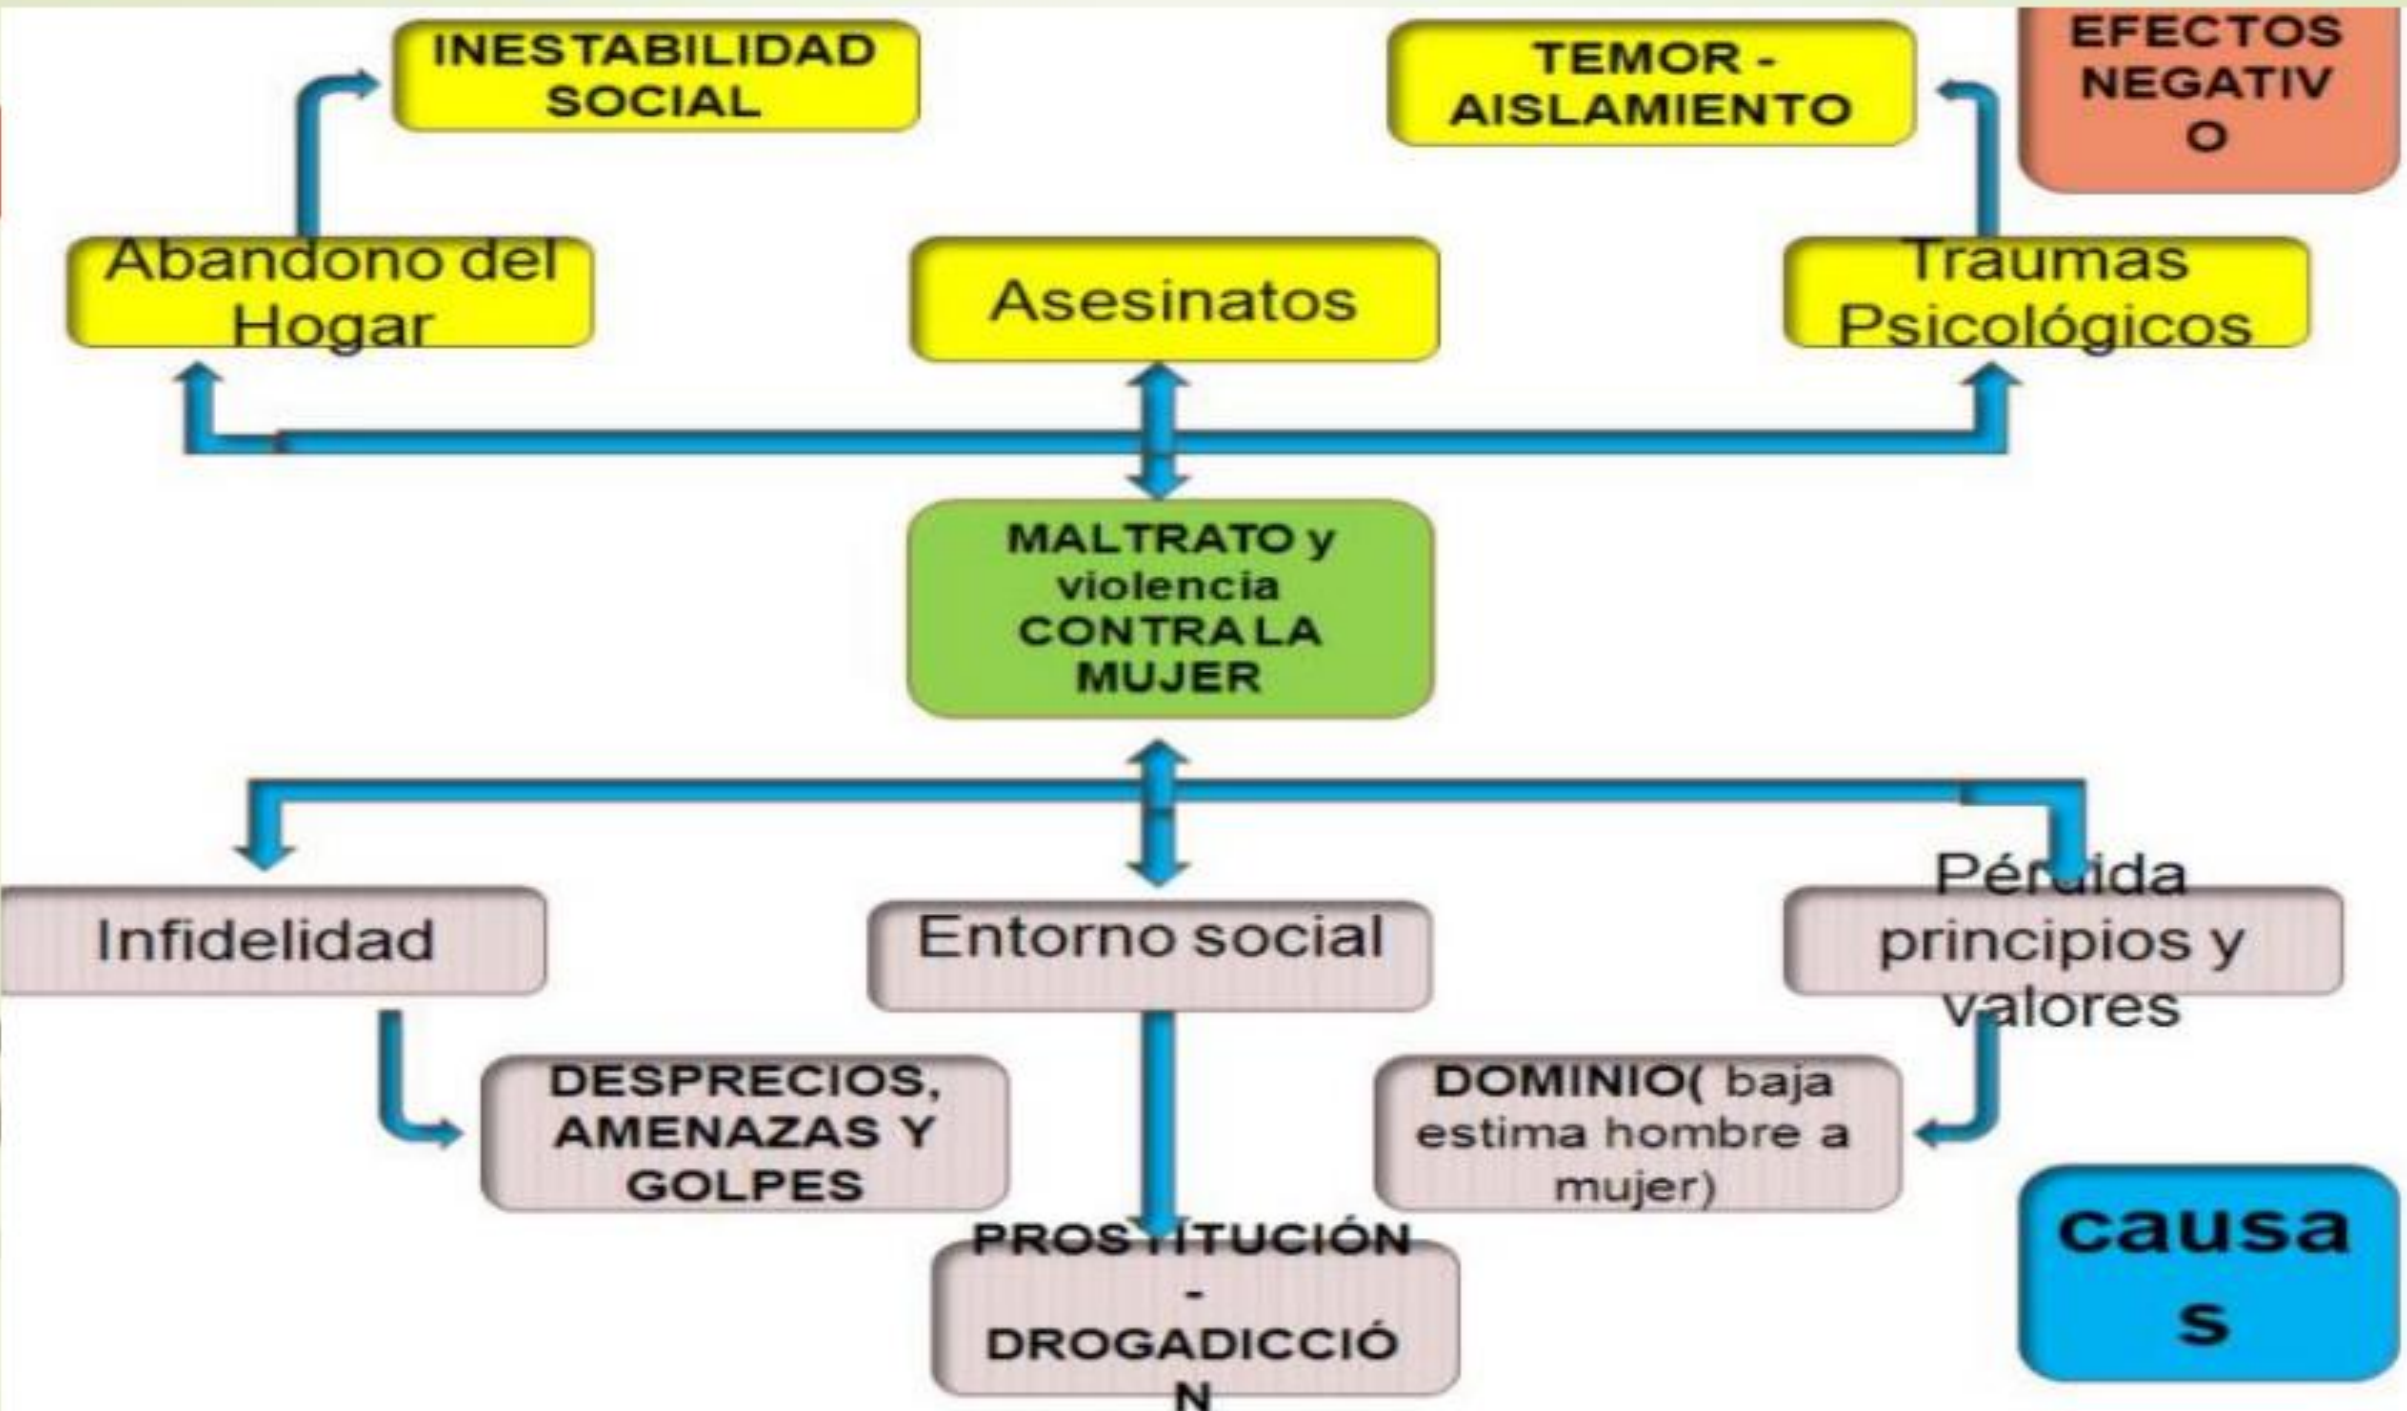 INESTABILIDAD
SOCIAL
TEMOR -
AISLAMIENTO
EFECTOS
NEGATIV
O
Abandono del
Hogar
Asesinatos
Traumas
Psicológicos
MALTRATO y
violencia
CONTRA LA
MUJER
Infidelidad
Entorno social
Pérdida
principios y
valores
DESPRECIOS,
AMENAZAS Y
GOLPES
DOMINIO( baja
estima hombre a
mujer)
PROSTITUCIÓN
-
DROGADICCIÓ
N
causa
s